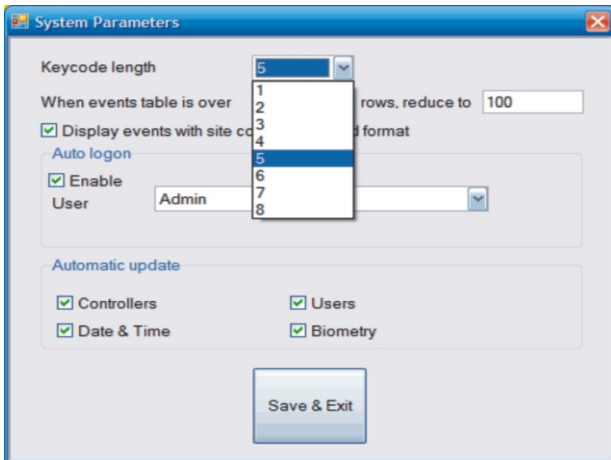 System Parameters
Keycode length 5
1
2
3
4
5
6
7
8
When events table is over rows, reduce to 100
Display events with site co d format
Auto logon
Enable
User Admin
Automatic update
Controllers Users
Date & Time Biometry
Save & Exit